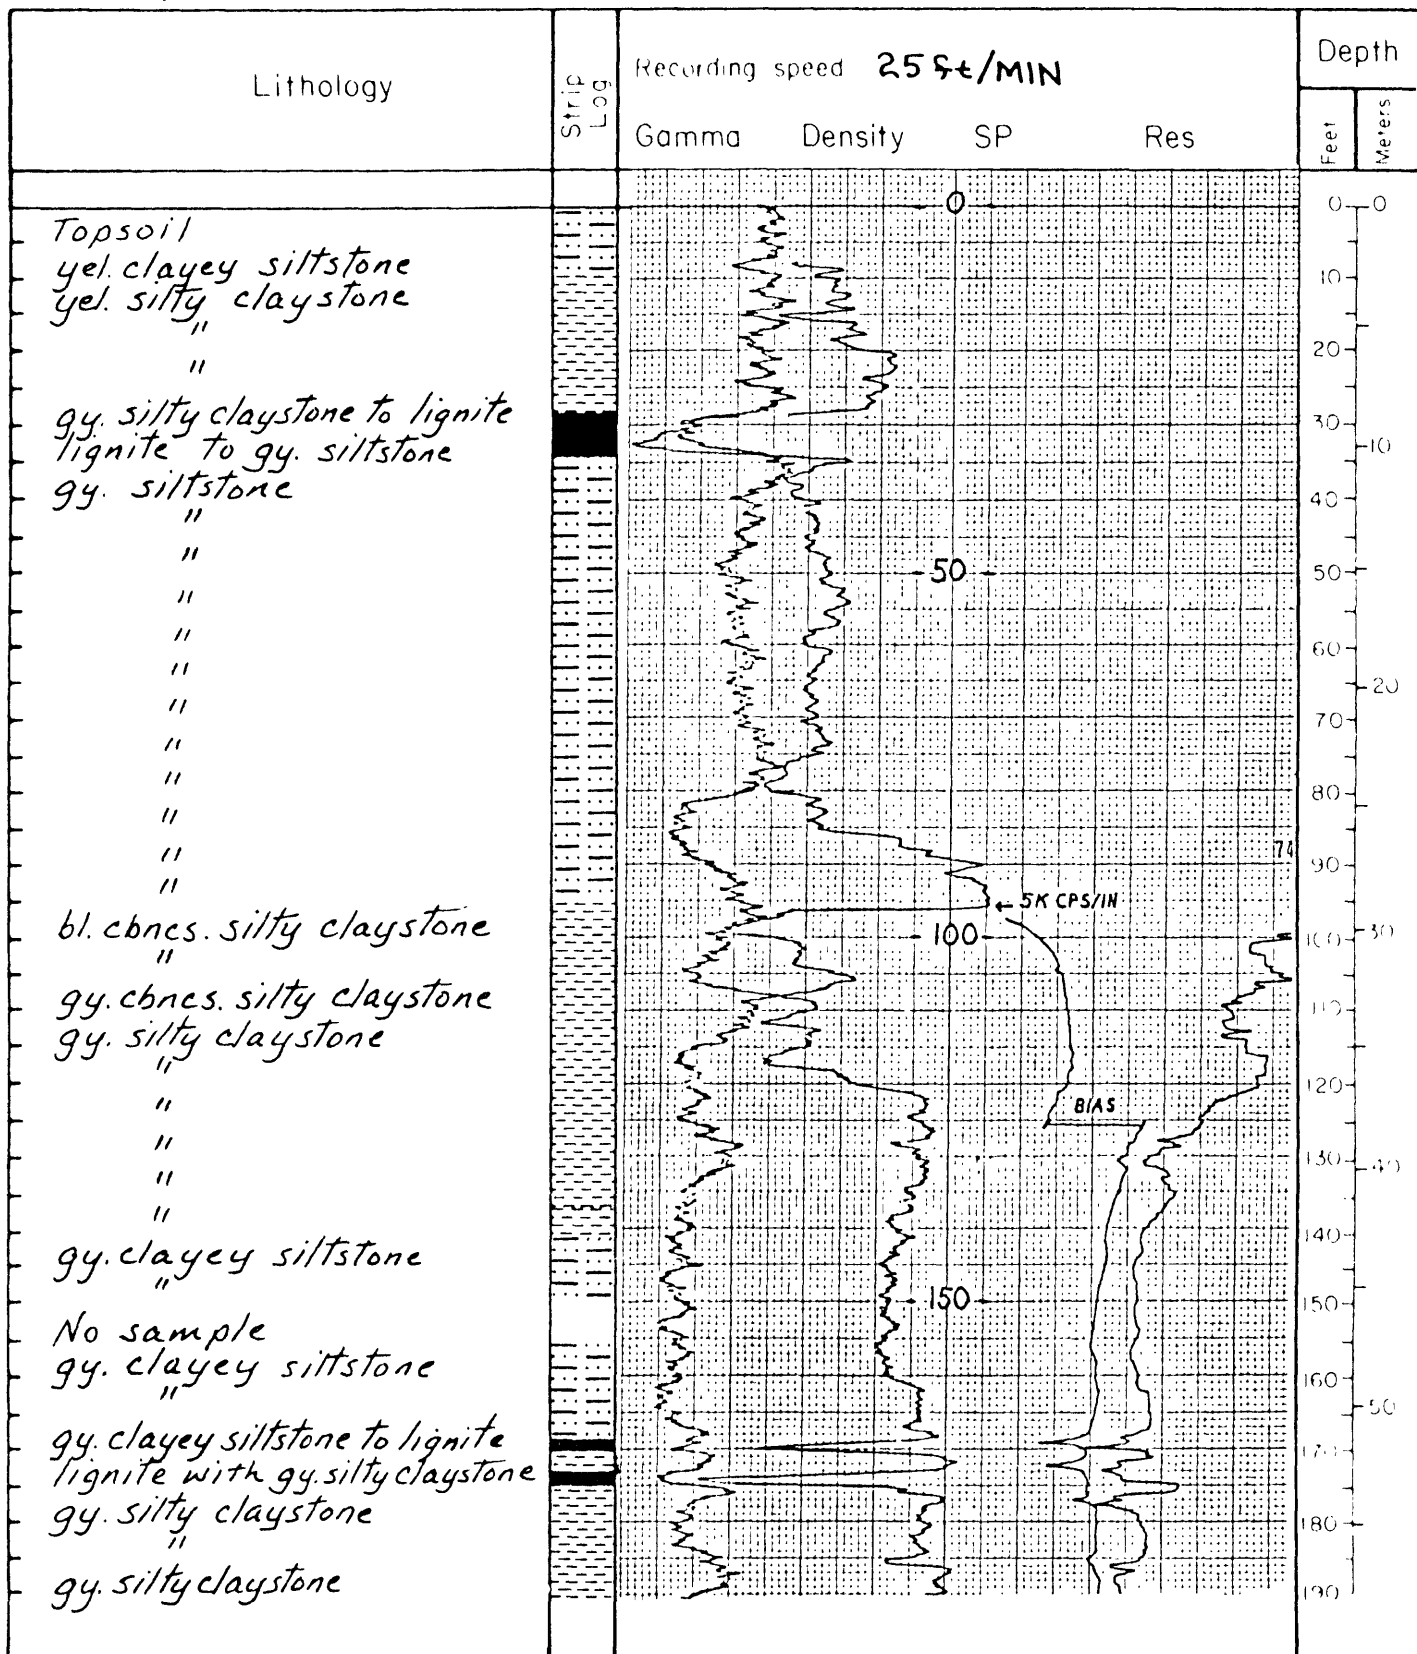 Lithology
Strip Log
Recording speed 25 ft/MIN
Gamma Density SP Res
Depth
Feet Meters
0 0 0
Topsoil
yel. clayey siltstone
10
yel. silty claystone
"
20
"
gy. silty claystone to lignite
30
lignite to gy. siltstone
10
gy. siltstone
40
"
"
50 50
"
"
60
"
20
"
70
"
"
80
"
"
74
90
"
5K CPS/IN
bl. cbncs. silty claystone
100 100 30
"
gy. cbncs. silty claystone
110
gy. silty claystone
"
120
"
BIAS
"
130 40
"
"
140
gy. clayey siltstone
"
150 150
No sample
gy. clayey siltstone
160
"
50
gy. clayey siltstone to lignite
170
lignite with gy. silty claystone
gy. silty claystone
180
"
gy. silty claystone
190